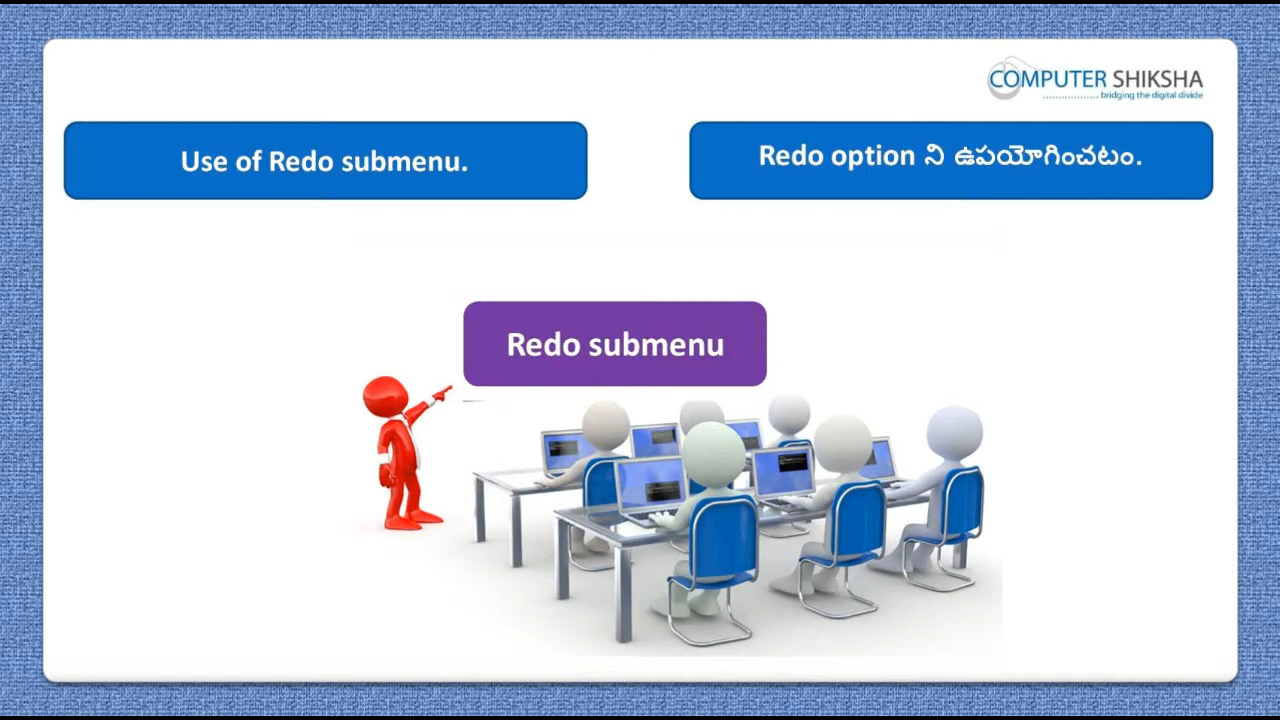 COMPUTER SHIKSHA
bridging the digital divide
Use of Redo submenu.
Redo option ని ఉపయోగించటం.
Redo submenu